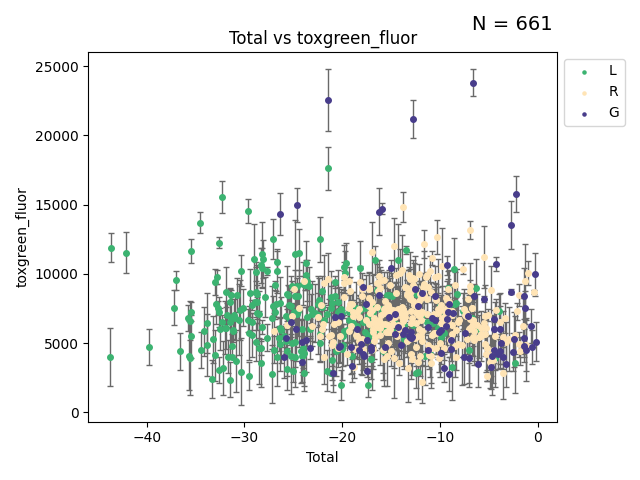 N = 661
Total vs toxgreen_fluor
L
R
G
25000
20000
15000
10000
5000
0
toxgreen_fluor
−40
−30
−20
−10
0
Total